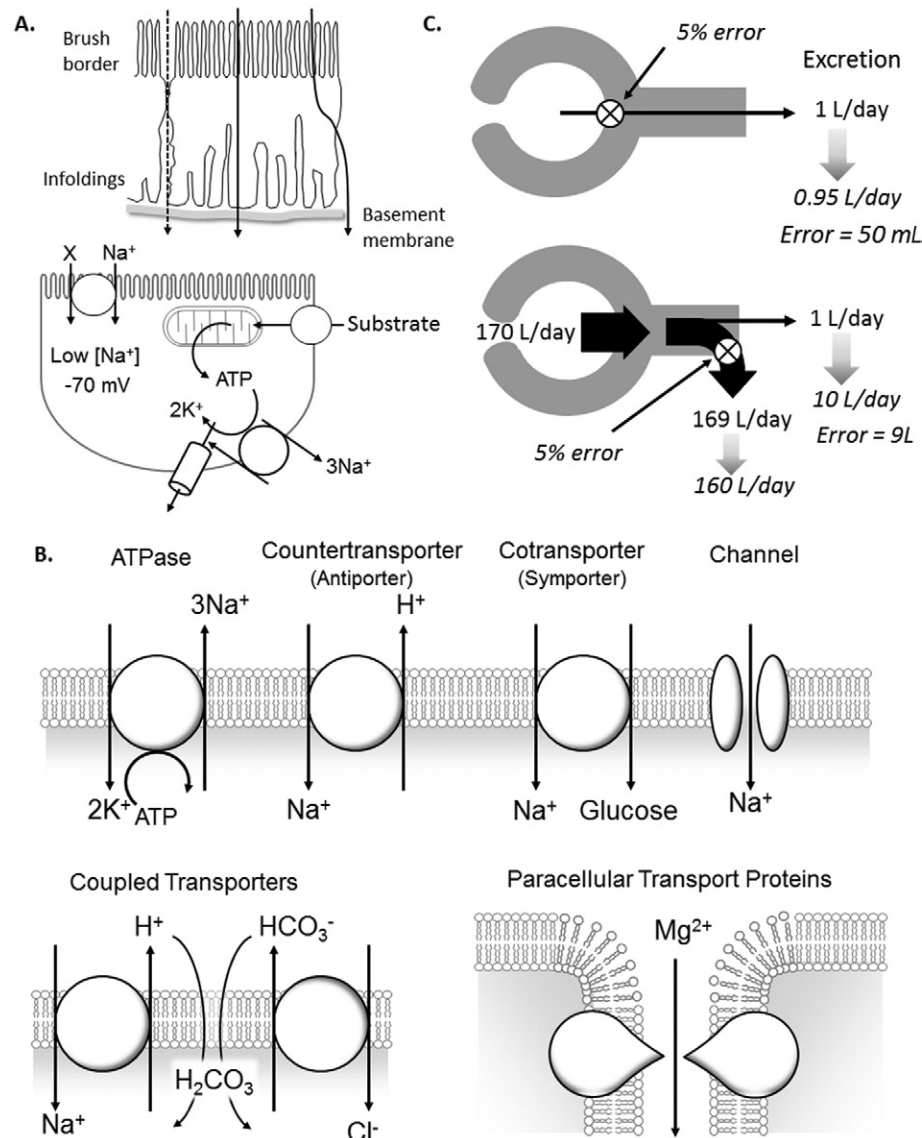 A.
Brush
border
Infoldings
Basement
membrane
X
Na⁺
Low [Na⁺]
-70 mV
Substrate
ATP
2K⁺
3Na⁺
C.
5% error
Excretion
1 L/day
0.95 L/day
Error = 50 mL
170 L/day
1 L/day
10 L/day
Error = 9L
5% error
169 L/day
160 L/day
B.
ATPase
Countertransporter
(Antiporter)
Cotransporter
(Symporter)
Channel
3Na⁺
H⁺
2K⁺
ATP
Na⁺
Na⁺
Glucose
Na⁺
Coupled Transporters
H⁺
HCO₃⁻
H₂CO₃
Na⁺
Cl⁻
Paracellular Transport Proteins
Mg²⁺